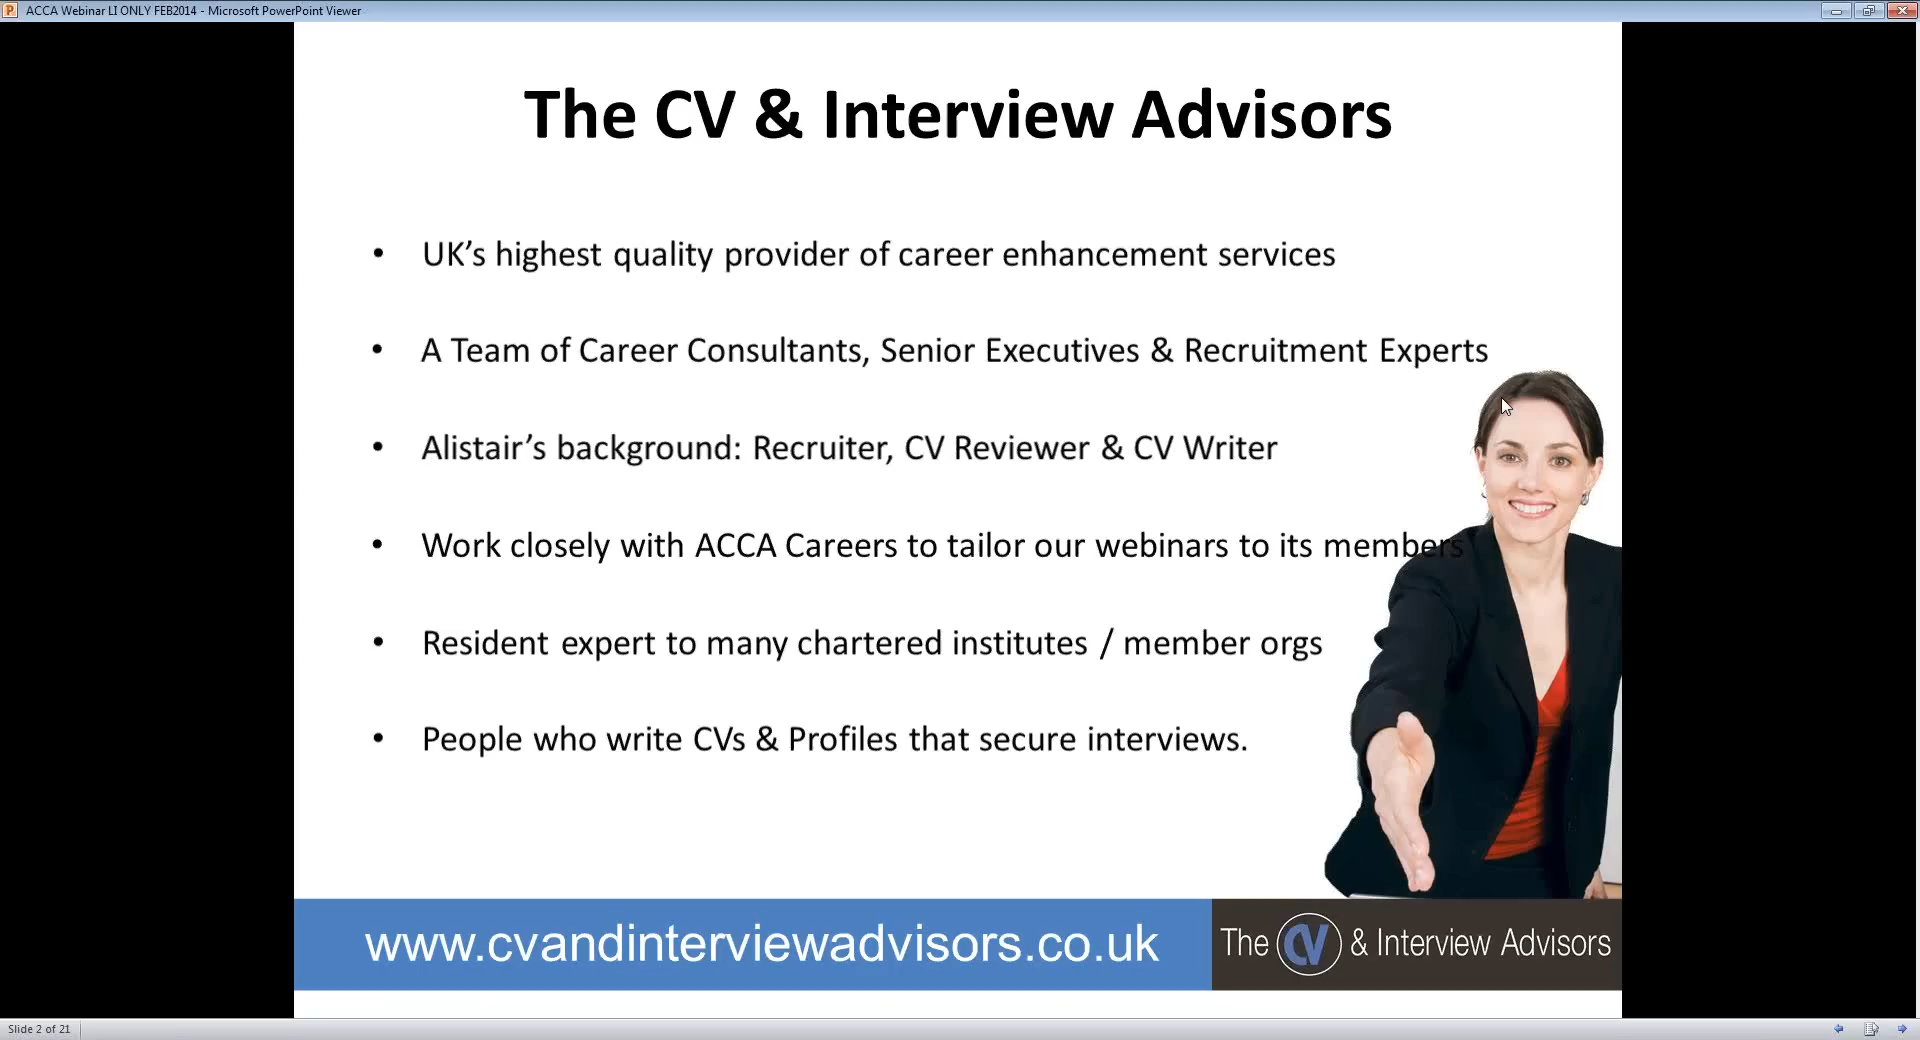 ACCA Webinar LI ONLY FEB2014 - Microsoft PowerPoint Viewer
The CV & Interview Advisors
• UK’s highest quality provider of career enhancement services
• A Team of Career Consultants, Senior Executives & Recruitment Experts
• Alistair’s background: Recruiter, CV Reviewer & CV Writer
• Work closely with ACCA Careers to tailor our webinars to its members
• Resident expert to many chartered institutes / member orgs
• People who write CVs & Profiles that secure interviews.
www.cvandinterviewadvisors.co.uk
The CV & Interview Advisors
Slide 2 of 21